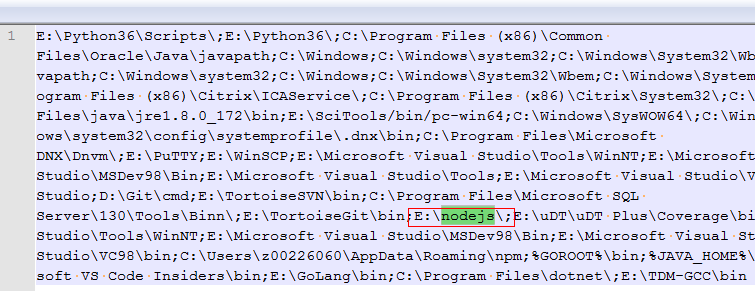 1 E:\Python36\Scripts\;E:\Python36\;C:\Program Files (x86)\Common
Files\Oracle\Java\javapath;C:\Windows;C:\Windows\system32;C:\Windows\System32\Wb
vapath;C:\Windows\system32;C:\Windows;C:\Windows\System32\Wbem;C:\Windows\System
ogram Files (x86)\Citrix\ICAService\;C:\Program Files (x86)\Citrix\System32\;C:\
Files\java\jre1.8.0_172\bin;E:\SciTools/bin/pc-win64;C:\Windows\SysWOW64\;C:\Win
ows\system32\config\systemprofile\.dnx\bin;C:\Program Files\Microsoft
DNX\Dnvm\;E:\PuTTY;E:\WinSCP;E:\Microsoft Visual Studio\Tools\WinNT;E:\Microsoft
Studio\MSDev98\Bin;E:\Microsoft Visual Studio\Tools;E:\Microsoft Visual Studio\V
Studio;D:\Git\cmd;E:\TortoiseSVN\bin;C:\Program Files\Microsoft SQL
Server\130\Tools\Binn\;E:\TortoiseGit\bin;E:\nodejs\;E:\uDT\uDT Plus\Coverage\bi
Studio\Tools\WinNT;E:\Microsoft Visual Studio\MSDev98\Bin;E:\Microsoft Visual St
Studio\VC98\bin;C:\Users\z00226060\AppData\Roaming\npm;%GOROOT%\bin;%JAVA_HOME%\
soft VS Code Insiders\bin;E:\GoLang\bin;C:\Program Files\dotnet\;E:\TDM-GCC\bin